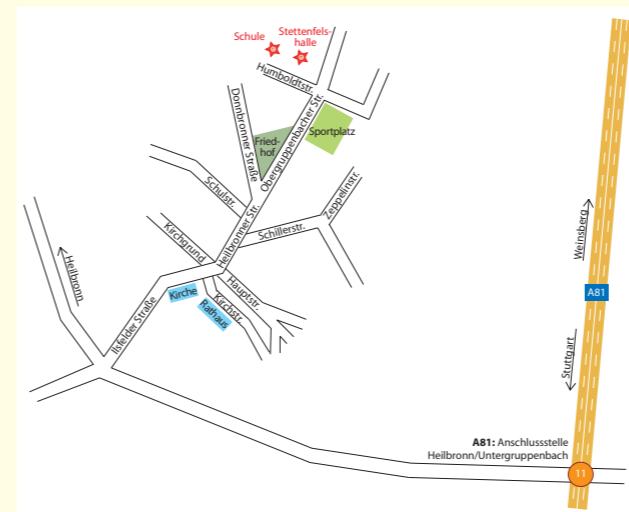 Schule
Stettenfels-
halle
Humboldtstr.
Donnbronner Straße
Obergruppenbacher Str.
Sportplatz
Fried-
hof
Schulstr.
Zeppelinstr.
Heilbronner Str.
Schillerstr.
Kirchgrund
Heilbronn
Hauptstr.
Kirche
Kirchstr.
Rathaus
Ilsfelder Straße
Weinsberg
A81
Stuttgart
A81: Anschlussstelle
Heilbronn/Untergruppenbach
11